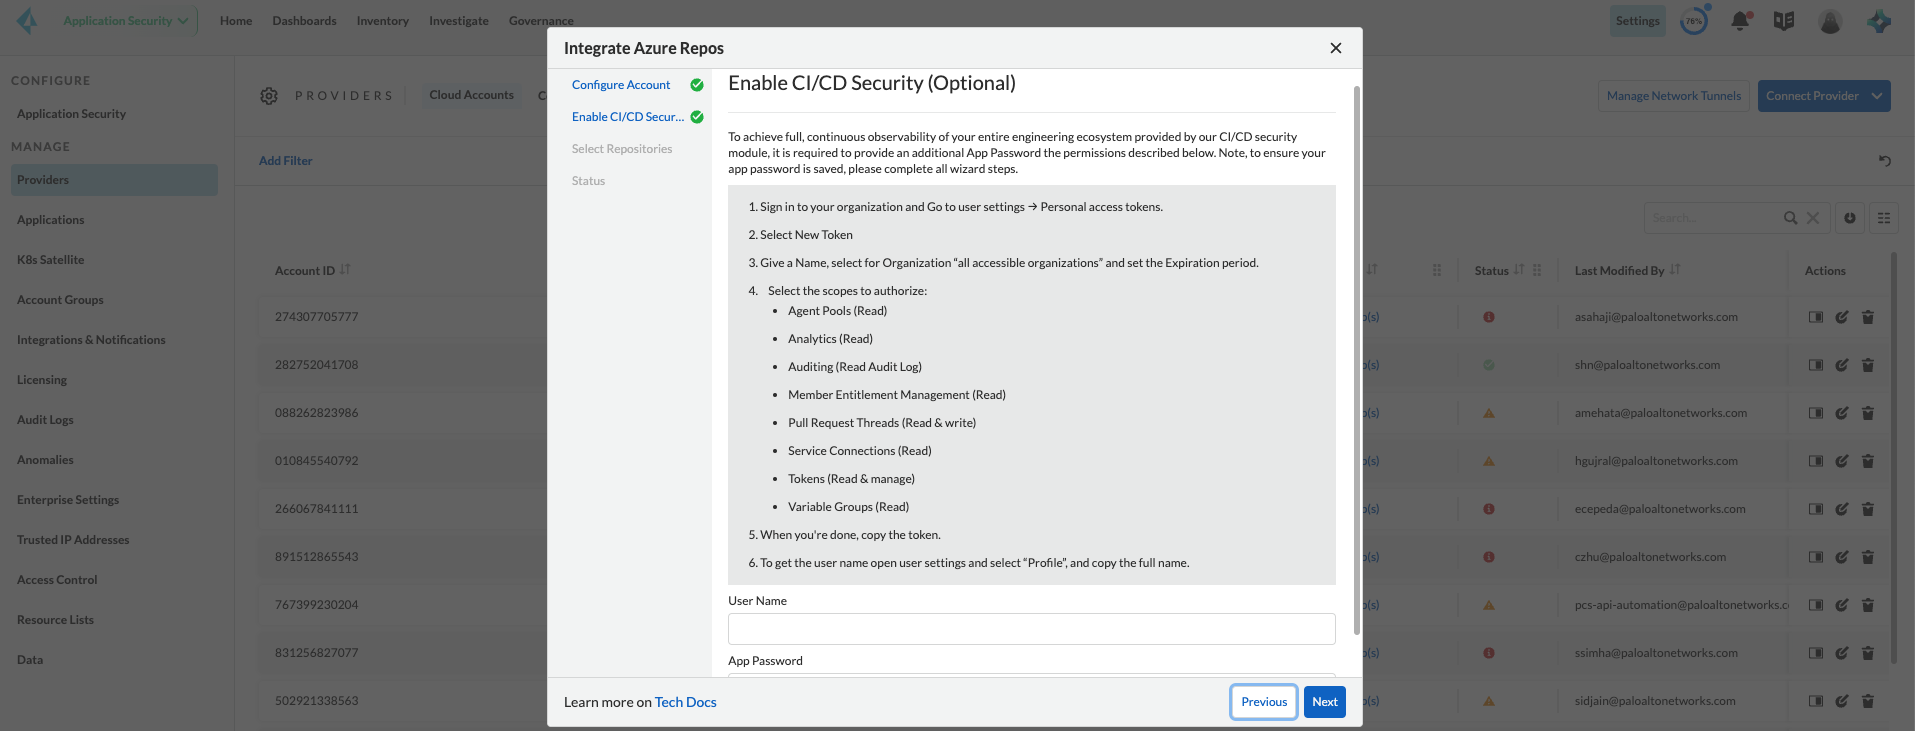 Application Security
Home
Dashboards
Inventory
Investigate
Governance
Settings
76%
CONFIGURE
Application Security
MANAGE
Providers
Applications
K8s Satellite
Account Groups
Integrations & Notifications
Licensing
Audit Logs
Anomalies
Enterprise Settings
Trusted IP Addresses
Access Control
Resource Lists
Data
PROVIDERS
Cloud Accounts
Manage Network Tunnels
Connect Provider
Add Filter
Search...
Account ID
Status
Last Modified By
Actions
274307705777
asahaji@paloaltonetworks.com
282752041708
shn@paloaltonetworks.com
088262823986
amehata@paloaltonetworks.com
010845540792
hgujral@paloaltonetworks.com
266067841111
ecepeda@paloaltonetworks.com
891512865543
czhu@paloaltonetworks.com
767399230204
pcs-api-automation@paloaltonetworks.c
831256827077
ssimha@paloaltonetworks.com
502921338563
sidjain@paloaltonetworks.com
Integrate Azure Repos
Configure Account
Enable CI/CD Secur...
Select Repositories
Status
Enable CI/CD Security (Optional)
To achieve full, continuous observability of your entire engineering ecosystem provided by our CI/CD security
module, it is required to provide an additional App Password the permissions described below. Note, to ensure your
app password is saved, please complete all wizard steps.
1. Sign in to your organization and Go to user settings → Personal access tokens.
2. Select New Token
3. Give a Name, select for Organization “all accessible organizations” and set the Expiration period.
4. Select the scopes to authorize:
• Agent Pools (Read)
• Analytics (Read)
• Auditing (Read Audit Log)
• Member Entitlement Management (Read)
• Pull Request Threads (Read & write)
• Service Connections (Read)
• Tokens (Read & manage)
• Variable Groups (Read)
5. When you're done, copy the token.
6. To get the user name open user settings and select “Profile”, and copy the full name.
User Name
App Password
Learn more on Tech Docs
Previous
Next